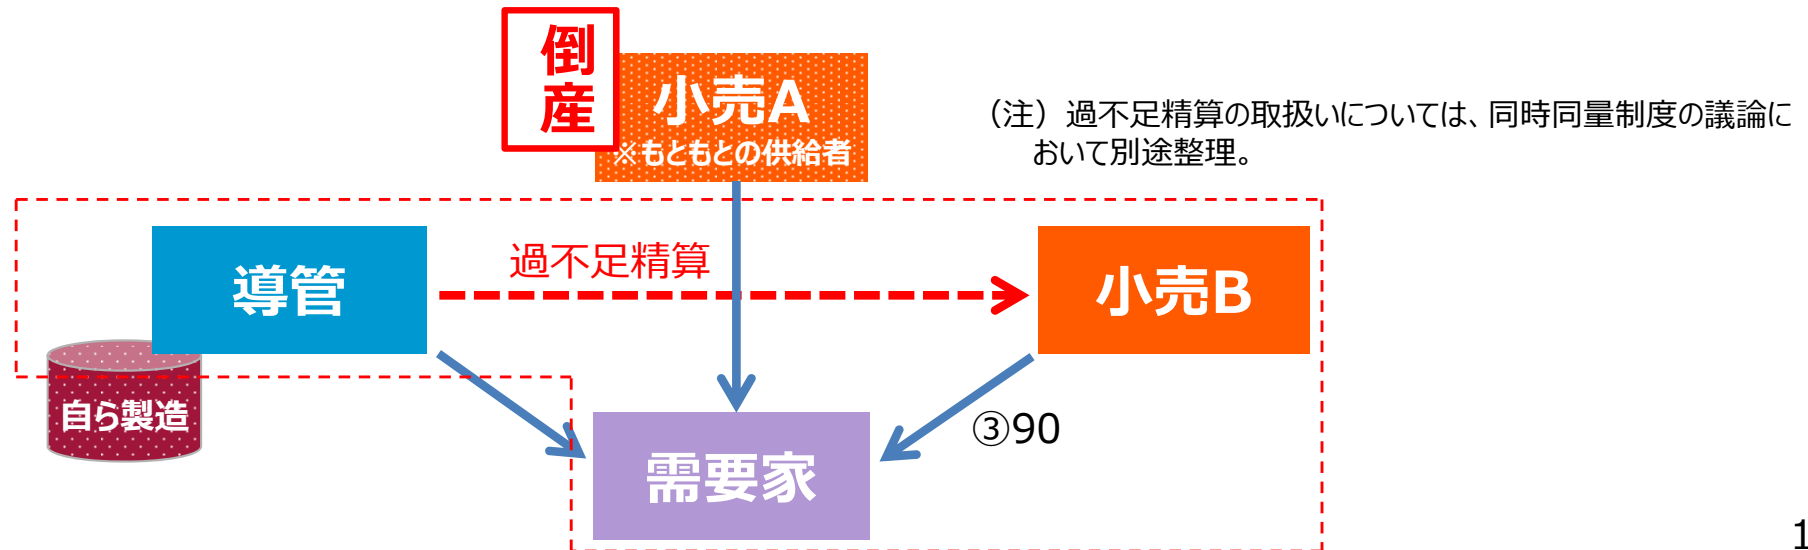 倒産
小売A
※もともとの供給者
（注）過不足精算の取扱いについては、同時同量制度の議論に
おいて別途整理。
過不足精算
導管
小売B
自ら製造
③90
需要家
1